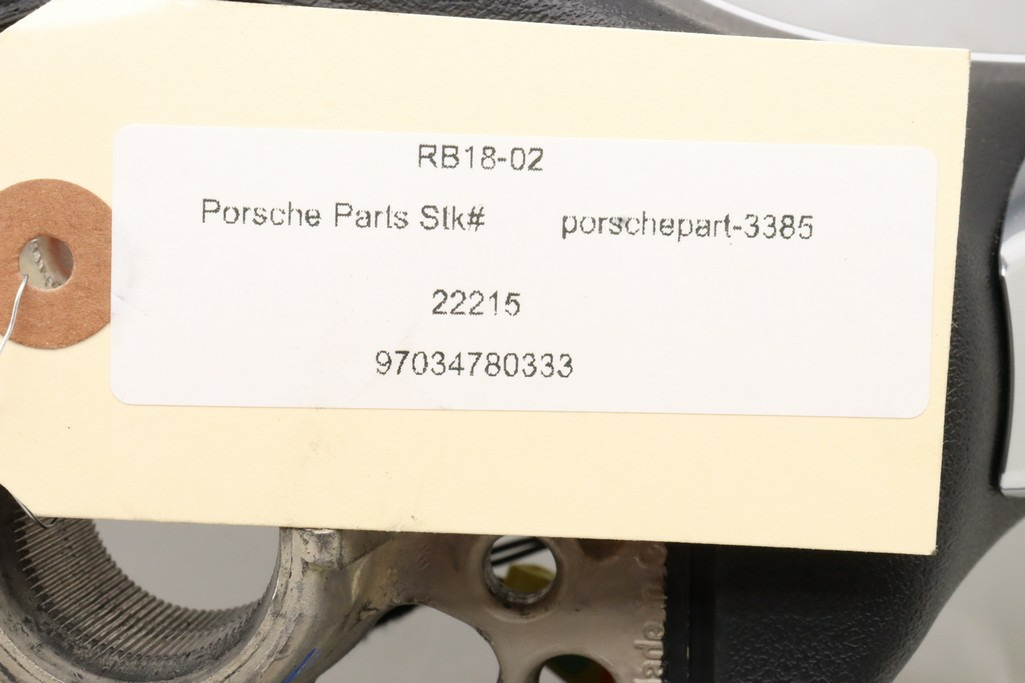 RB18-02
Porsche Parts Stk# porschepart-3385
22215
97034780333